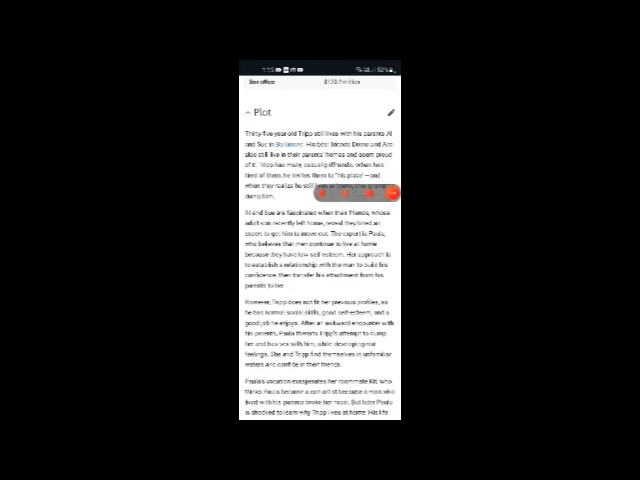 1:15 52%
Box office $130.2 million
Plot
Thirty-five-year-old Tripp still lives with his parents Al
and Sue in Baltimore. His best friends Demo and Ace
also still live in their parents' homes and seem proud
of it. Tripp has many casual girlfriends. When he's
tired of them, he invites them to "his place"—and
when they realize he still lives at home, they promptly
dump him.
Al and Sue are fascinated when their friends, whose
adult son recently left home, reveal they hired an
expert to get him to move out. The expert is Paula,
who believes that men continue to live at home
because they have low self-esteem. Her approach is
to establish a relationship with the man to build his
confidence, then transfer his attachment from his
parents to her.
However, Tripp does not fit her previous profiles, as
he has normal social skills, good self-esteem, and a
good job he enjoys. After an awkward encounter with
his parents, Paula thwarts Tripp's attempt to dump
her and has sex with him, while developing real
feelings. She and Tripp find themselves in unfamiliar
waters and confide in their friends.
Paula's vocation exasperates her roommate Kit, who
thinks Paula became a con artist because a man who
lived with his parents broke her heart. But later Paula
is shocked to learn why Tripp lives at home: His life